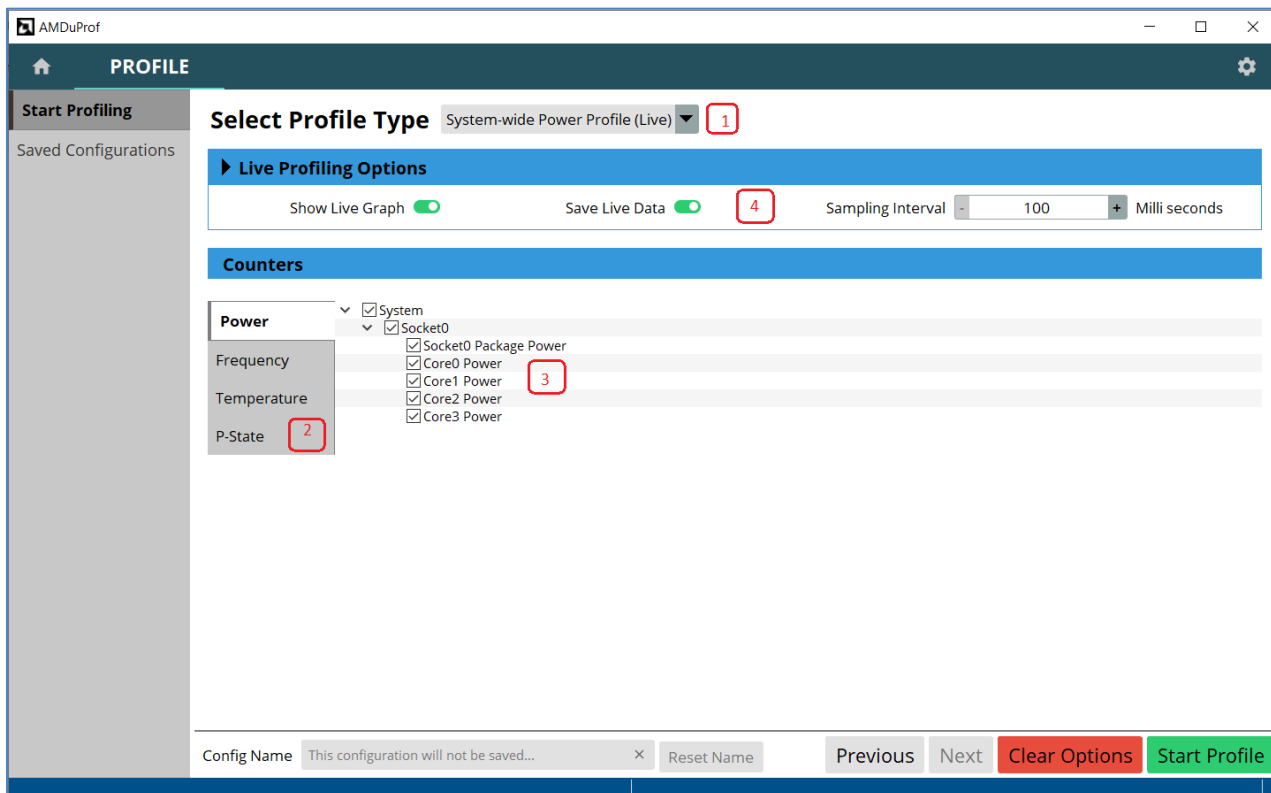 AMDuProf
PROFILE
Start Profiling
Saved Configurations
Select Profile Type System-wide Power Profile (Live) 1
Live Profiling Options
Show Live Graph Save Live Data 4 Sampling Interval - 100 + Milli seconds
Counters
Power
Frequency
Temperature
P-State 2
System
Socket0
Socket0 Package Power
Core0 Power
Core1 Power 3
Core2 Power
Core3 Power
Config Name This configuration will not be saved... × Reset Name Previous Next Clear Options Start Profile